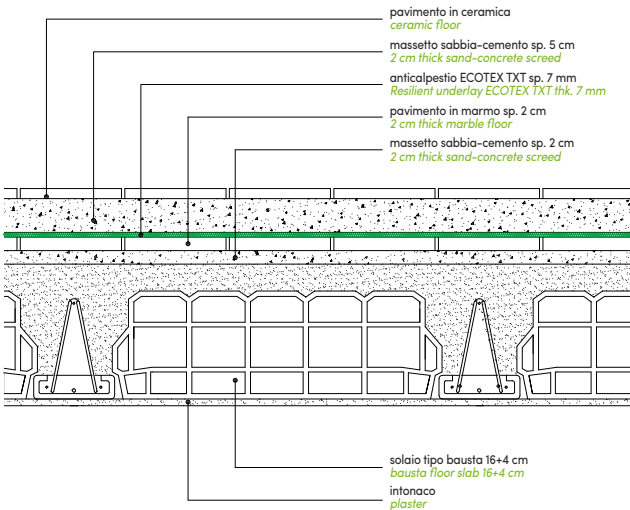 pavimento in ceramica
ceramic floor
massetto sabbia-cemento sp. 5 cm
2 cm thick sand-concrete screed
anticalpestio ECOTEX TXT sp. 7 mm
Resilient underlay ECOTEX TXT thk. 7 mm
pavimento in marmo sp. 2 cm
2 cm thick marble floor
massetto sabbia-cemento sp. 2 cm
2 cm thick sand-concrete screed
solaio tipo bausta 16+4 cm
bausta floor slab 16+4 cm
intonaco
plaster